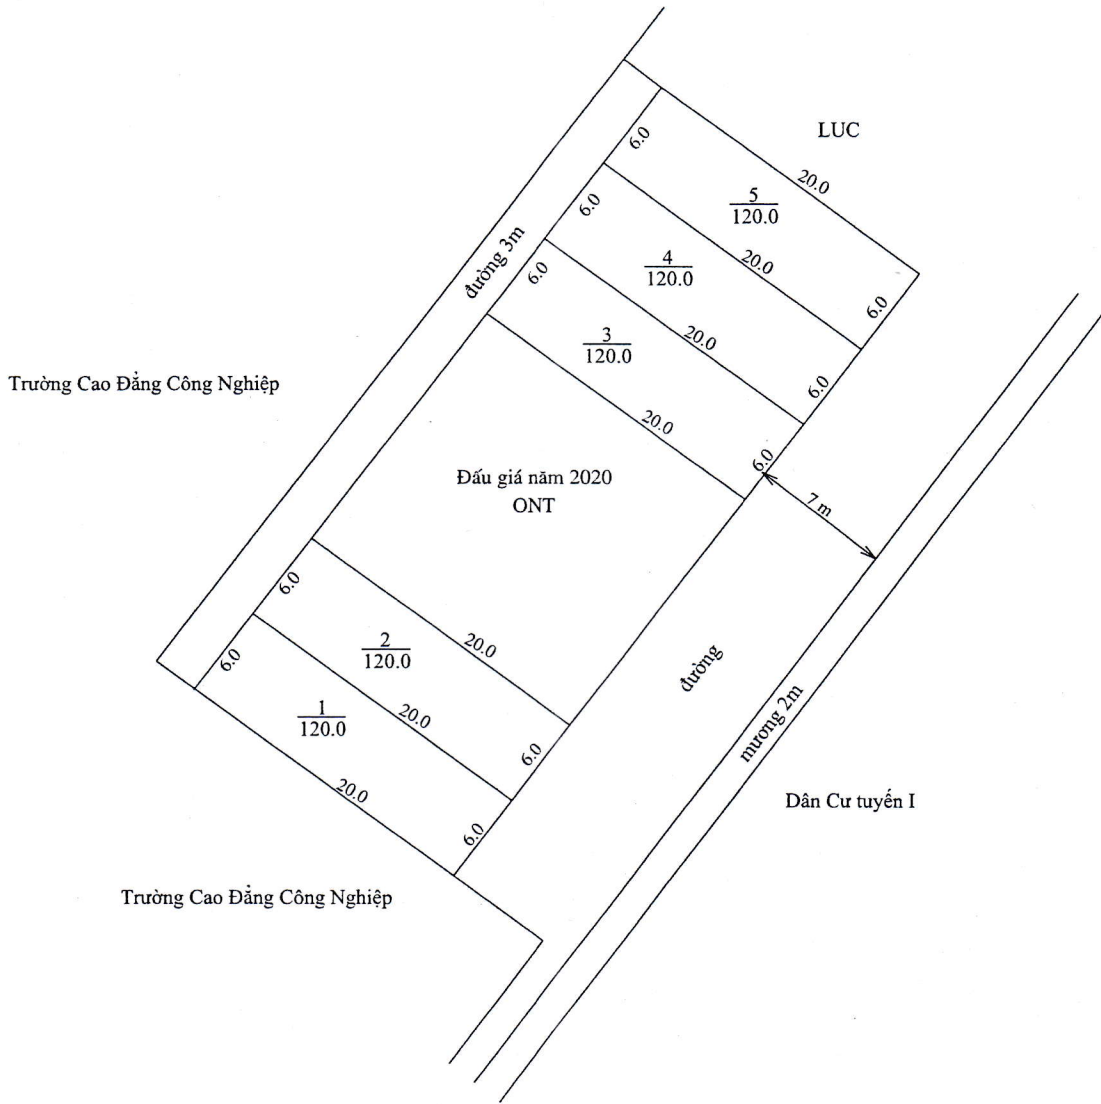 LUC
6.0
20.0
5
120.0
6.0
4
120.0
20.0
6.0
đường 3m
6.0
3
120.0
20.0
6.0
Trường Cao Đẳng Công Nghiệp
20.0
6.0
Đấu giá năm 2020
ONT
7 m
6.0
2
120.0
20.0
đường
6.0
1
120.0
20.0
mương 2m
6.0
20.0
Dân Cư tuyến I
6.0
Trường Cao Đẳng Công Nghiệp